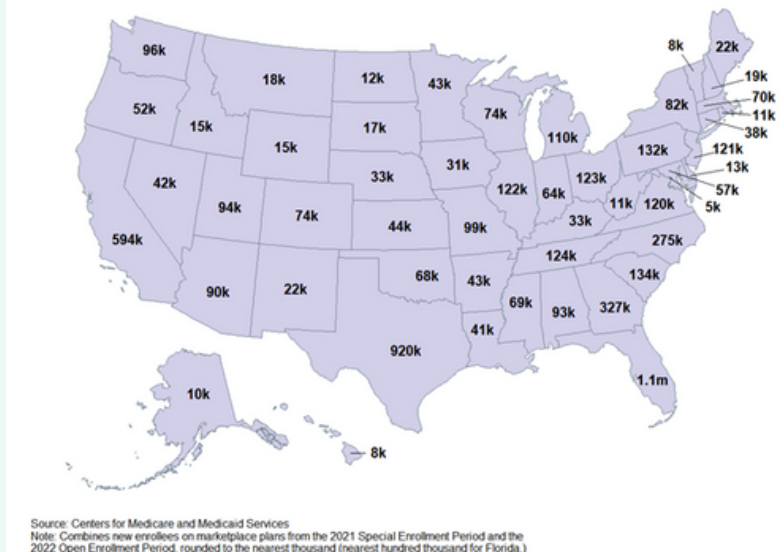 8k
22k
96k
18k
12k
43k
19k
70k
82k
11k
38k
52k
15k
17k
74k
110k
132k
121k
13k
15k
31k
57k
5k
42k
33k
122k
64k
123k
11k
120k
94k
74k
44k
99k
33k
594k
275k
124k
134k
90k
22k
68k
43k
69k
93k
327k
41k
920k
1.1m
10k
8k
Source: Centers for Medicare and Medicaid Services
Note: Combines new enrollees on marketplace plans from the 2021 Special Enrollment Period and the
2022 Open Enrollment Period, rounded to the nearest thousand (nearest hundred thousand for Florida.)